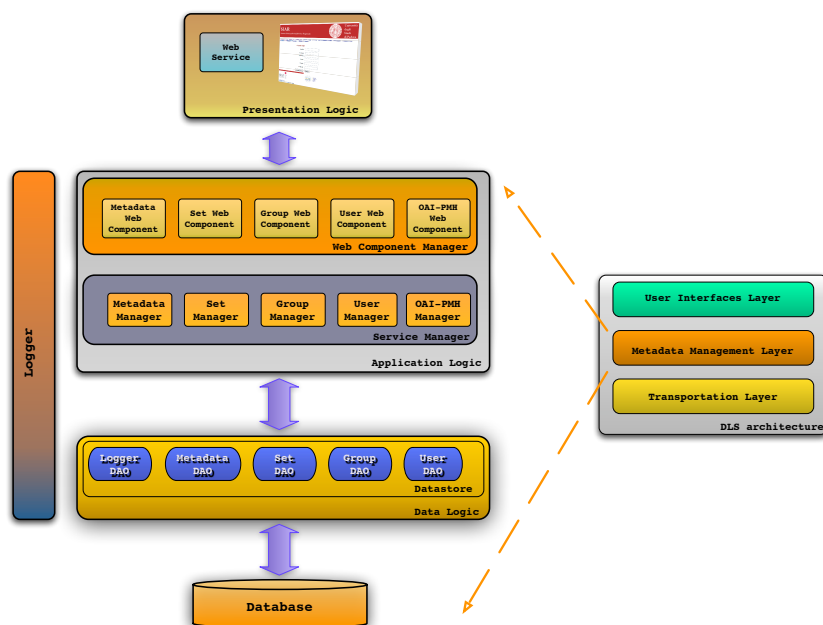 Web
Service
Presentation Logic
Metadata
Web
Component
Set Web
Component
Group Web
Component
User Web
Component
OAI-PMH
Web
Component
Web Component Manager
Metadata
Manager
Set
Manager
Group
Manager
User
Manager
OAI-PMH
Manager
Service Manager
Application Logic
Logger
User Interfaces Layer
Metadata Management Layer
Transportation Layer
DLS architecture
Logger
DAO
Metadata
DAO
Set
DAO
Group
DAO
User
DAO
Datastore
Data Logic
Database